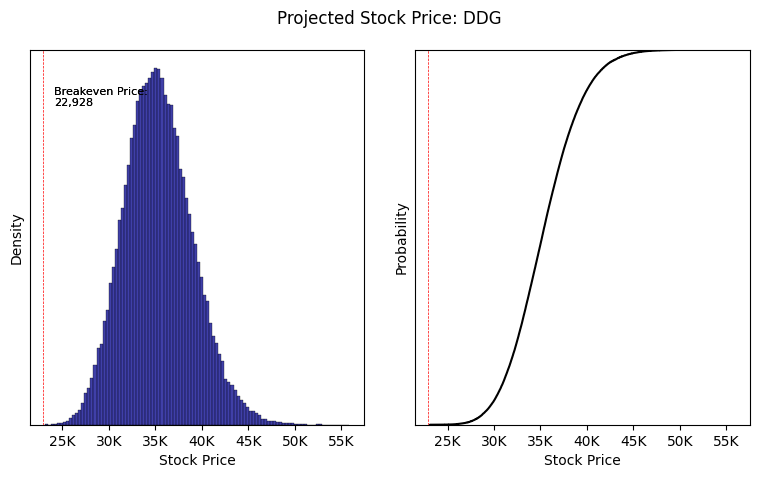 Projected Stock Price: DDG
Breakeven Price:
22,928
Density
25K 30K 35K 40K 45K 50K 55K
Stock Price
Probability
25K 30K 35K 40K 45K 50K 55K
Stock Price